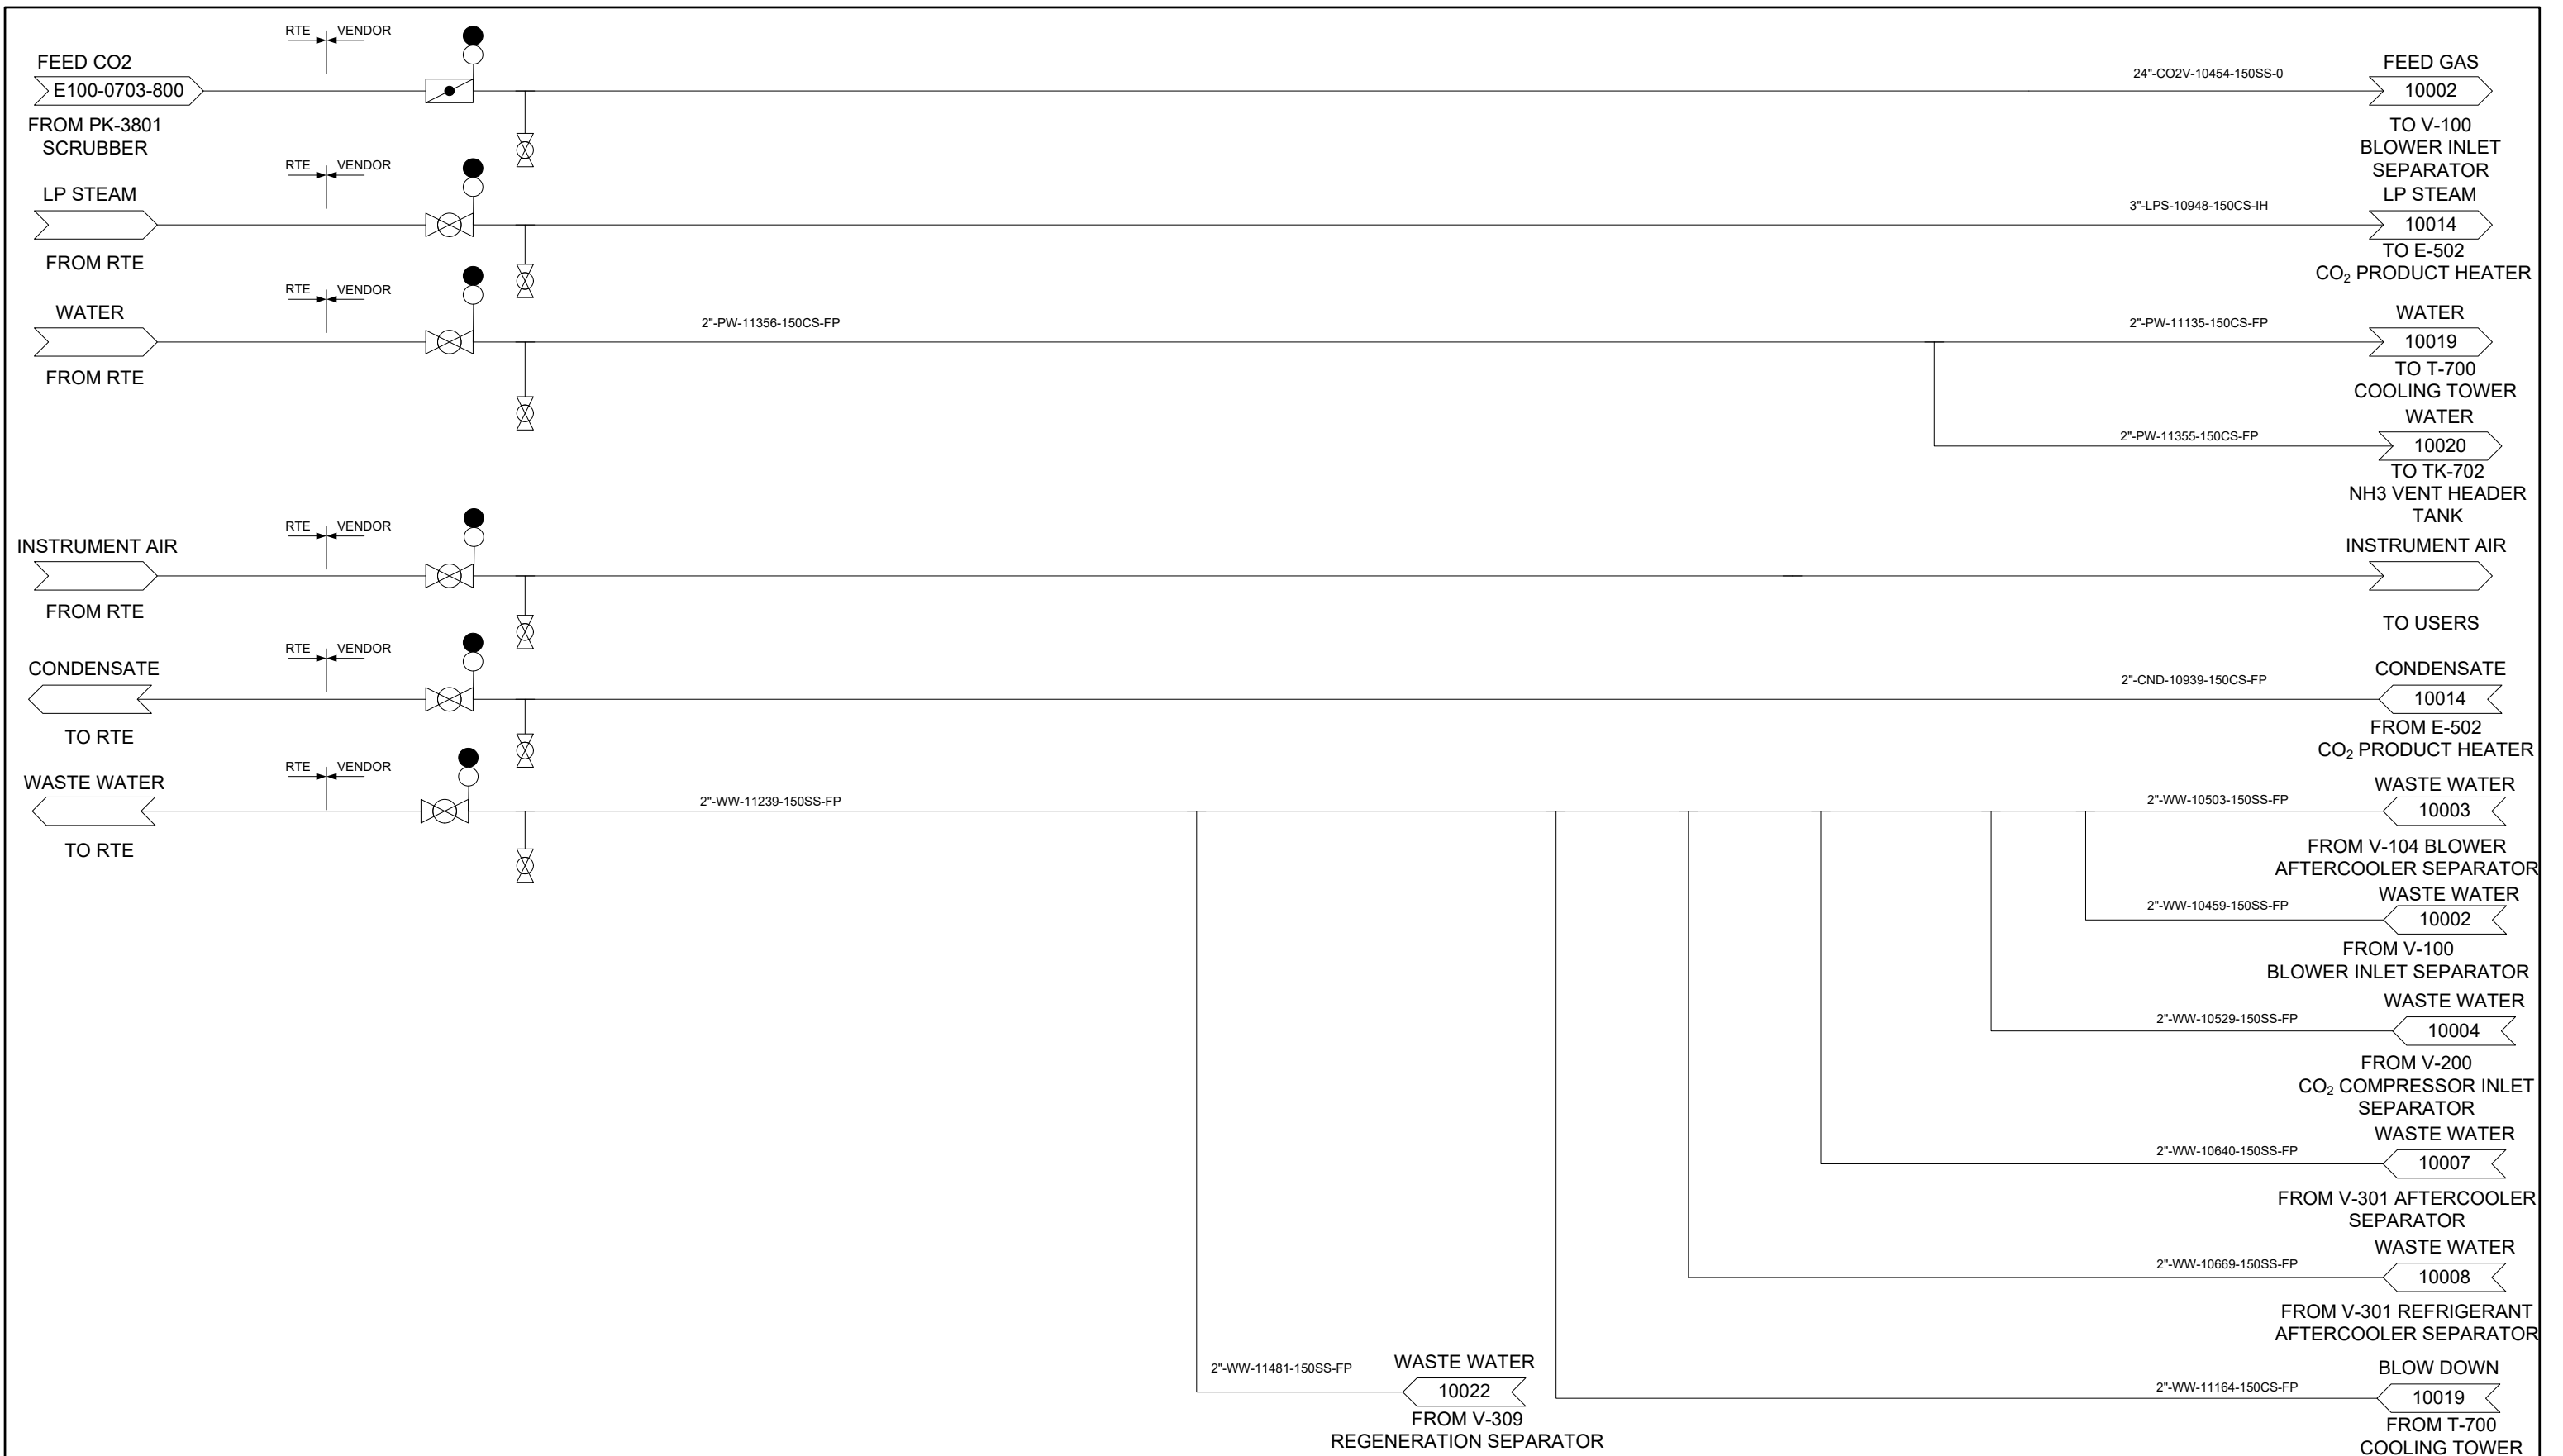 RTE VENDOR
FEED CO2
E100-0703-800
FROM PK-3801
SCRUBBER
24"-CO2V-10454-150SS-0
FEED GAS
10002
TO V-100
BLOWER INLET
SEPARATOR
RTE VENDOR
LP STEAM
FROM RTE
3"-LPS-10948-150CS-IH
LP STEAM
10014
TO E-502
CO₂ PRODUCT HEATER
RTE VENDOR
WATER
FROM RTE
2"-PW-11356-150CS-FP
2"-PW-11135-150CS-FP
WATER
10019
TO T-700
COOLING TOWER
2"-PW-11355-150CS-FP
WATER
10020
TO TK-702
NH3 VENT HEADER
TANK
RTE VENDOR
INSTRUMENT AIR
FROM RTE
INSTRUMENT AIR
TO USERS
RTE VENDOR
CONDENSATE
TO RTE
2"-CND-10939-150CS-FP
CONDENSATE
10014
FROM E-502
CO₂ PRODUCT HEATER
RTE VENDOR
WASTE WATER
TO RTE
2"-WW-11239-150SS-FP
2"-WW-10503-150SS-FP
WASTE WATER
10003
FROM V-104 BLOWER
AFTERCOOLER SEPARATOR
2"-WW-10459-150SS-FP
WASTE WATER
10002
FROM V-100
BLOWER INLET SEPARATOR
2"-WW-10529-150SS-FP
WASTE WATER
10004
FROM V-200
CO₂ COMPRESSOR INLET
SEPARATOR
2"-WW-10640-150SS-FP
WASTE WATER
10007
FROM V-301 AFTERCOOLER
SEPARATOR
2"-WW-10669-150SS-FP
WASTE WATER
10008
FROM V-301 REFRIGERANT
AFTERCOOLER SEPARATOR
2"-WW-11481-150SS-FP
WASTE WATER
10022
FROM V-309
REGENERATION SEPARATOR
2"-WW-11164-150CS-FP
BLOW DOWN
10019
FROM T-700
COOLING TOWER